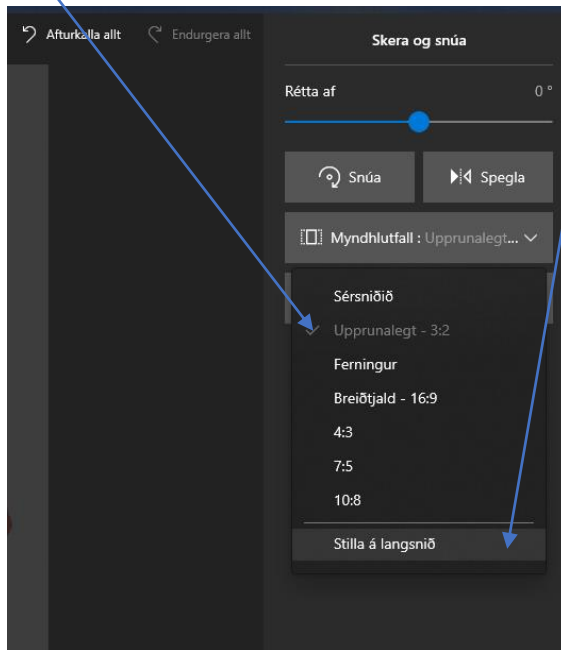 Afturkalla allt Endurgera allt
Skera og snúa
Rétta af 0 °
Snúa Spegla
Myndhlutfall : Upprunalegt...
Sérsniðið
Upprunalegt - 3:2
Ferningur
Breiðtjald - 16:9
4:3
7:5
10:8
Stilla á langsnið